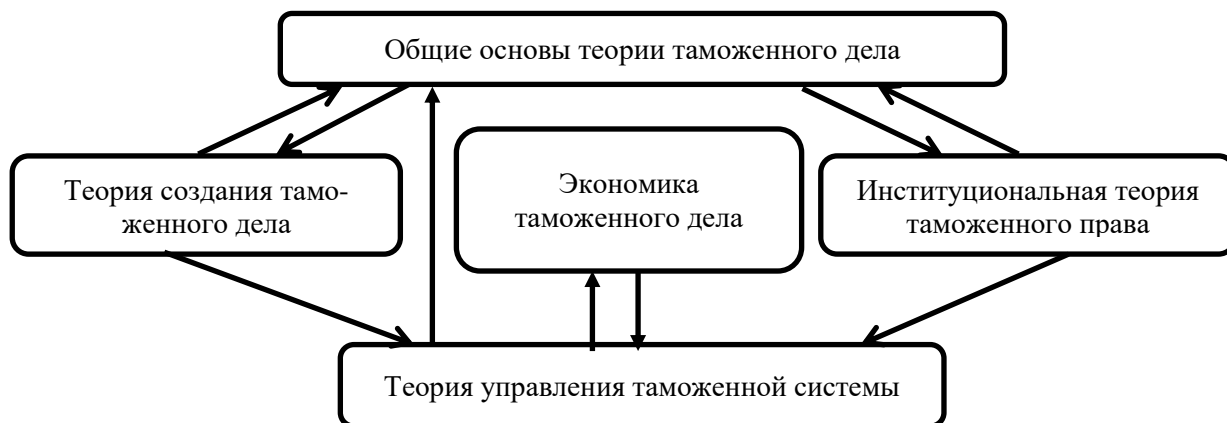 Общие основы теории таможенного дела
Теория создания тамо-
женного дела
Экономика
таможенного дела
Институциональная теория
таможенного права
Теория управления таможенной системы